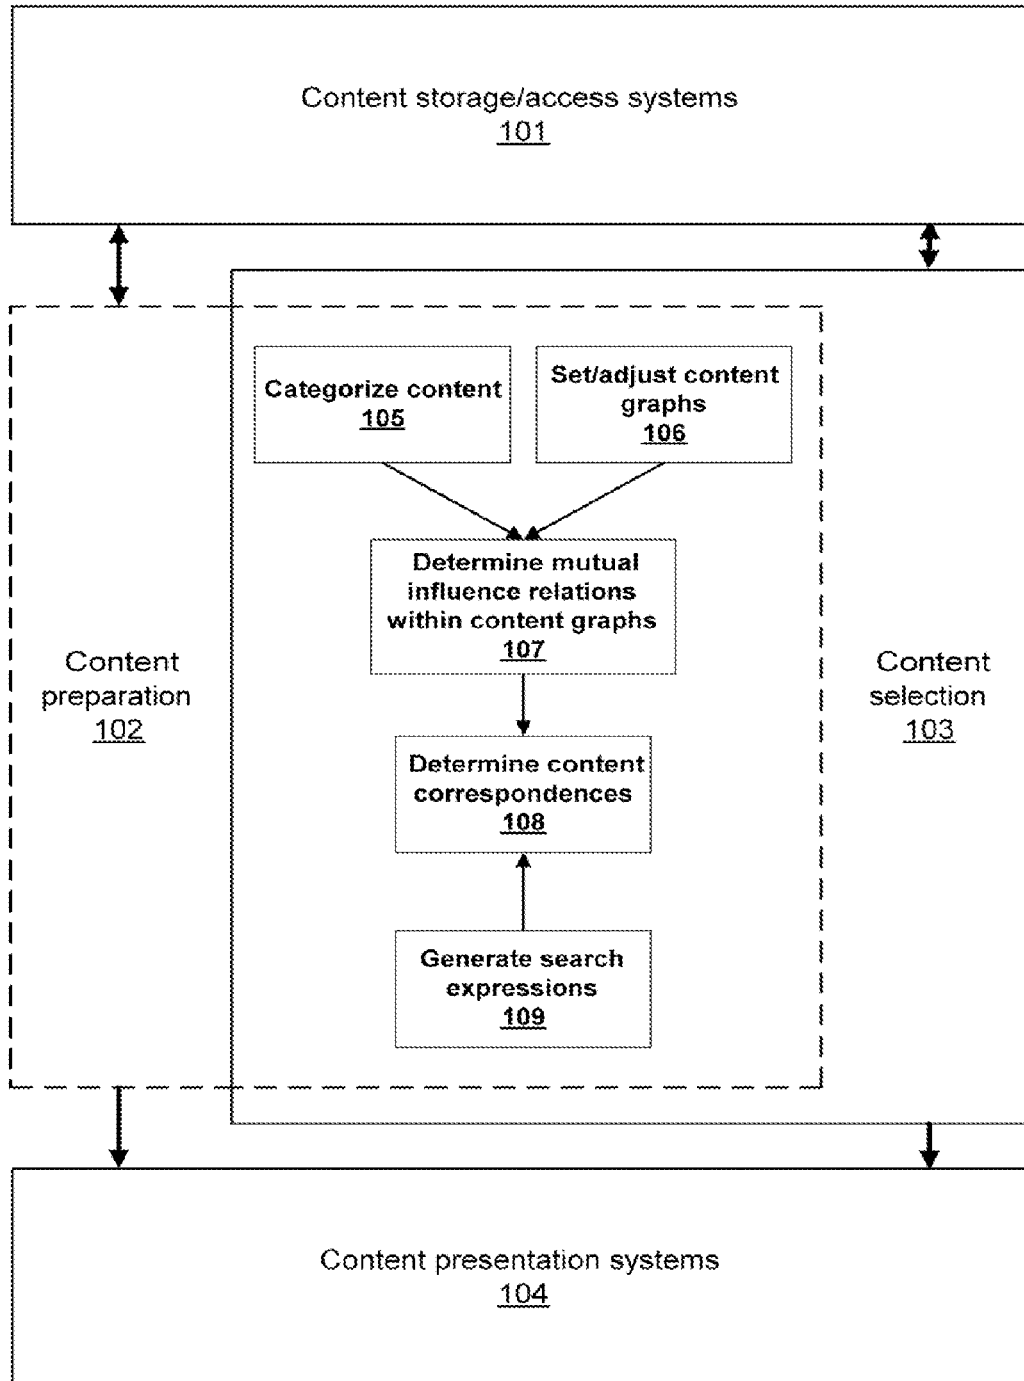 Content storage/access systems
101
Categorize content
105
Set/adjust content
graphs
106
Determine mutual
influence relations
within content graphs
107
Content
preparation
102
Content
selection
103
Determine content
correspondences
108
Generate search
expressions
109
Content presentation systems
104